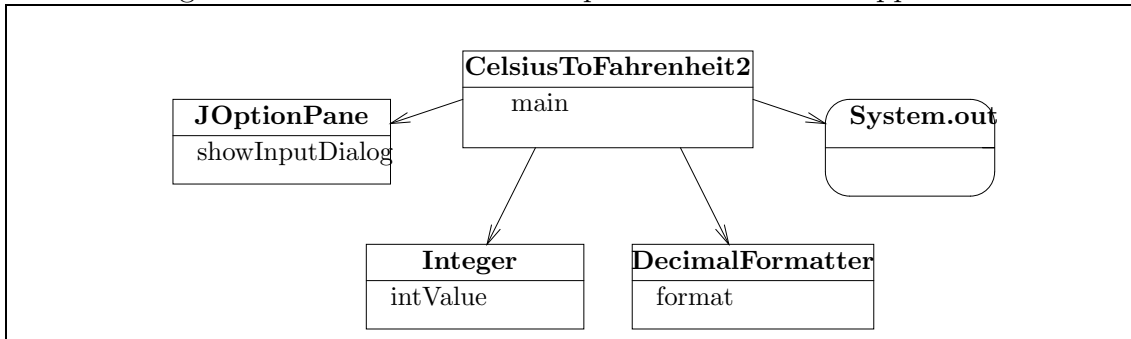 CelsiusToFahrenheit2
main
JOptionPane
showInputDialog
System.out
Integer
intValue
DecimalFormatter
format